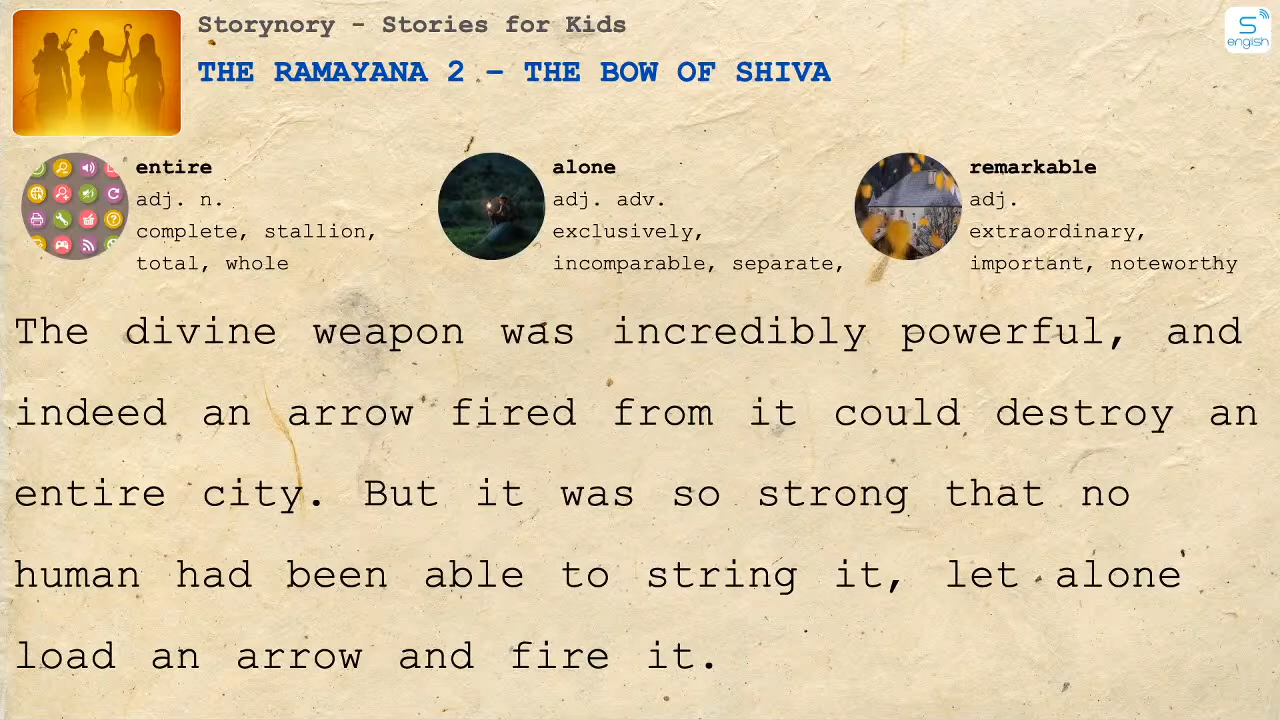 Storynory - Stories for Kids
THE RAMAYANA 2 – THE BOW OF SHIVA
S
english
entire
adj. n.
complete, stallion,
total, whole
alone
adj. adv.
exclusively,
incomparable, separate,
remarkable
adj.
extraordinary,
important, noteworthy
The divine weapon was incredibly powerful, and
indeed an arrow fired from it could destroy an
entire city. But it was so strong that no
human had been able to string it, let alone
load an arrow and fire it.